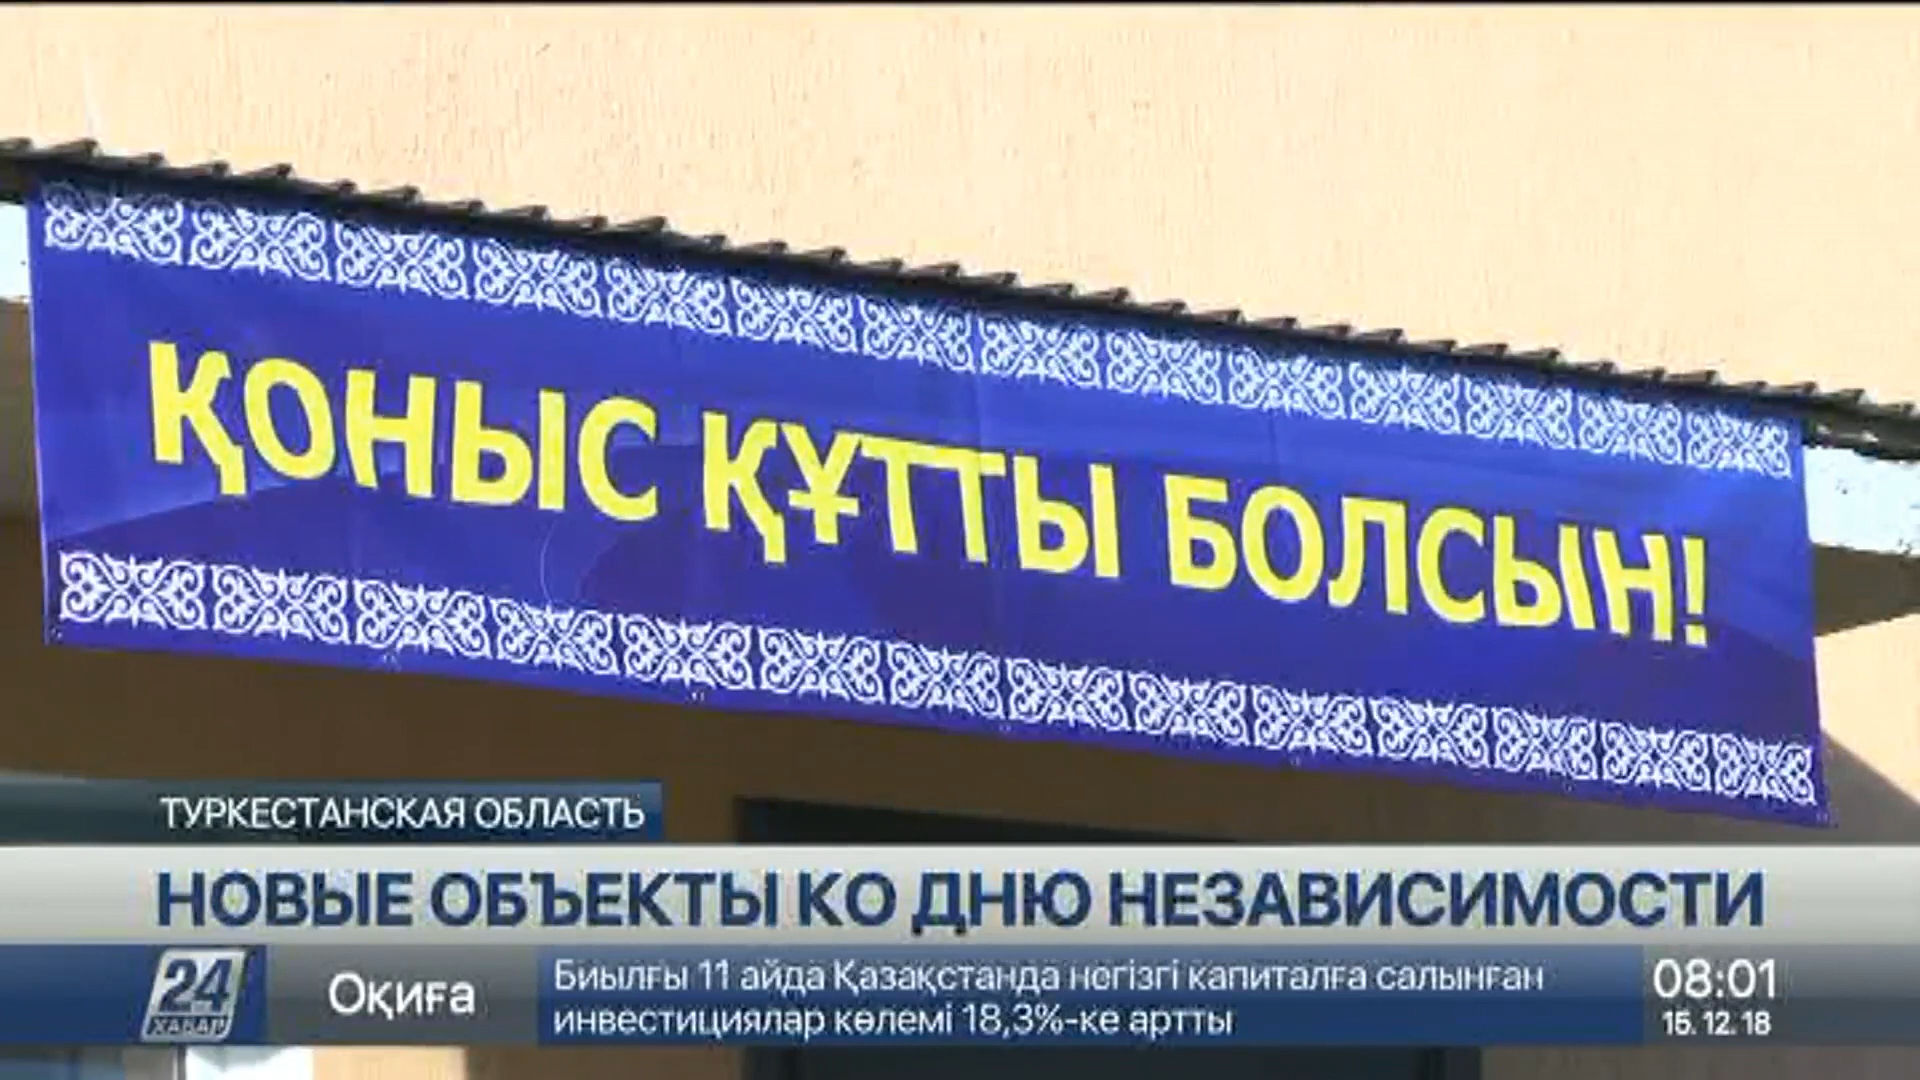 ҚОНЫС ҚҰТТЫ БОЛСЫН!
ТУРКЕСТАНСКАЯ ОБЛАСТЬ
НОВЫЕ ОБЪЕКТЫ КО ДНЮ НЕЗАВИСИМОСТИ
24 ХАБАР
Оқиға
Биылғы 11 айда Қазақстанда негізгі капиталға салынған
инвестициялар көлемі 18,3%-ке артты
08:01
15. 12. 18